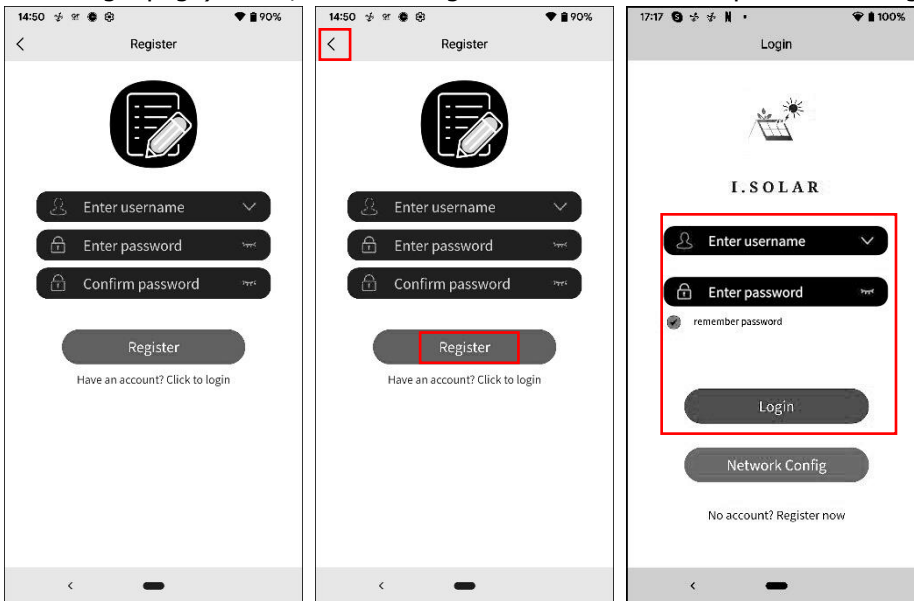 14:50 90%
Register
Enter username
Enter password
Confirm password
Register
Have an account? Click to login
14:50 90%
Register
Enter username
Enter password
Confirm password
Register
Have an account? Click to login
17:17 100%
Login
I.SOLAR
Enter username
Enter password
remember password
Login
Network Config
No account? Register now